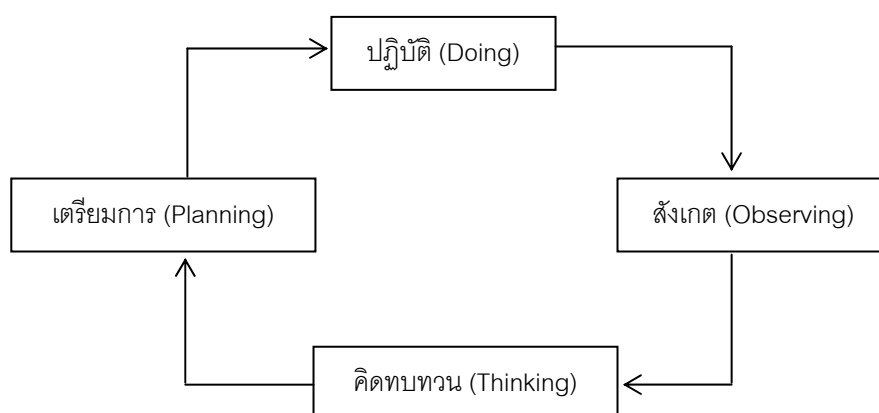 ปฏิบัติ (Doing)
เตรียมการ (Planning)
สังเกต (Observing)
คิดทบทวน (Thinking)